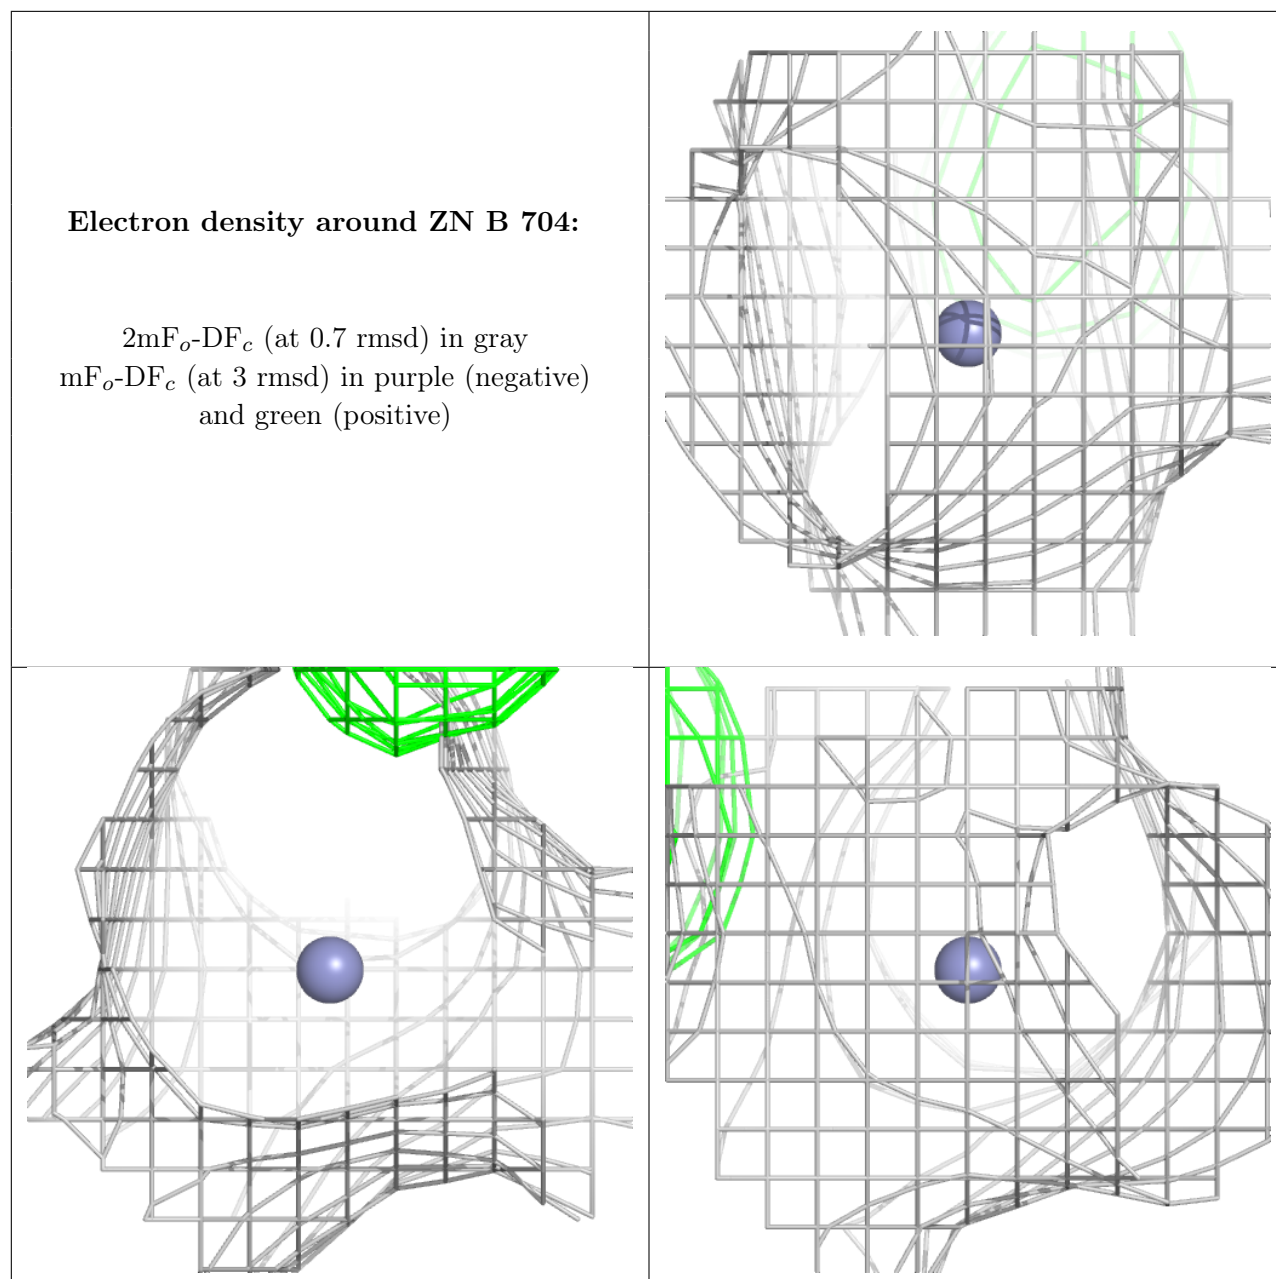 Electron density around ZN B 704:
2mFₒ-DF𝒸 (at 0.7 rmsd) in gray
mFₒ-DF𝒸 (at 3 rmsd) in purple (negative)
and green (positive)